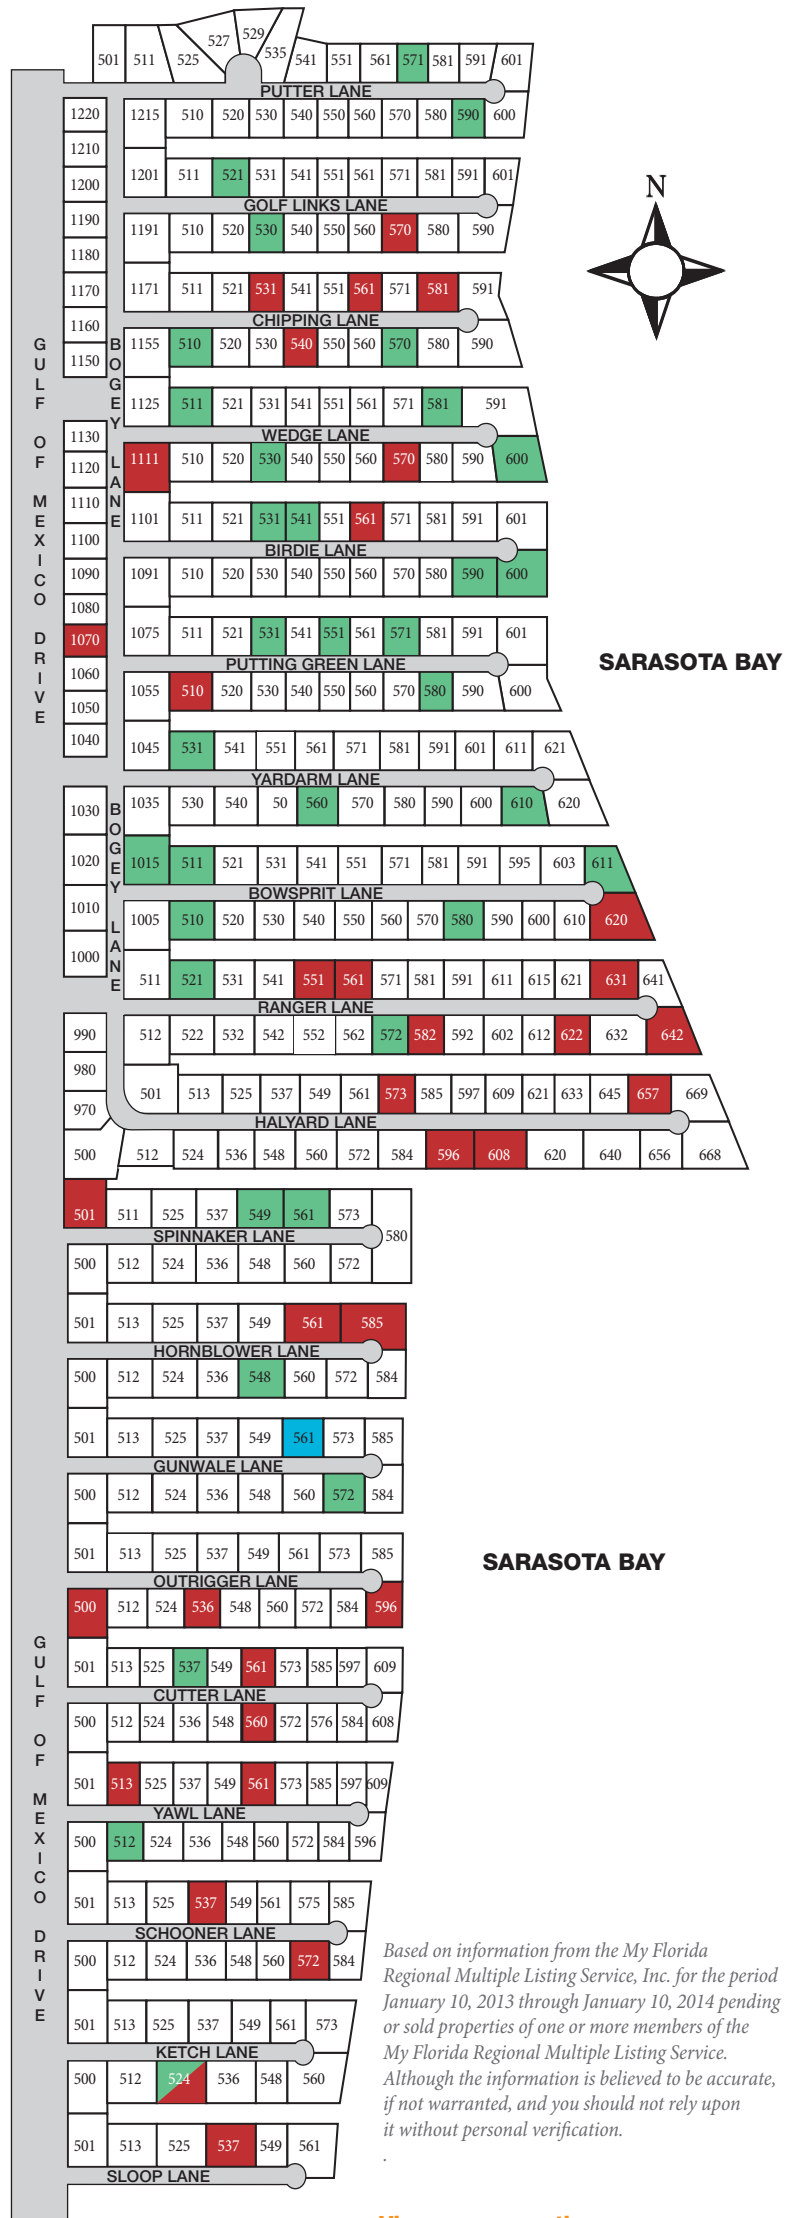 501 511 525 527 529 535 541 551 561 571 581 591 601
PUTTER LANE
1220 1215 510 520 530 540 550 560 570 580 590 600
1210
1200 1201 511 521 531 541 551 561 571 581 591 601
GOLF LINKS LANE
1190 1191 510 520 530 540 550 560 570 580 590
1180
N
1170 1171 511 521 531 541 551 561 571 581 591
CHIPPING LANE
1160
1150 1155 510 520 530 540 550 560 570 580 590
GULF OF MEXICO DRIVE
BOGEY LANE
1125 511 521 531 541 551 561 571 581 591
WEDGE LANE
1130
1120 1111 510 520 530 540 550 560 570 580 590 600
1110
1100 1101 511 521 531 541 551 561 571 581 591 601
BIRDIE LANE
1090 1091 510 520 530 540 550 560 570 580 590 600
1080
1070 1075 511 521 531 541 551 561 571 581 591 601
PUTTING GREEN LANE
SARASOTA BAY
1060
1050 1055 510 520 530 540 550 560 570 580 590 600
1040 1045 531 541 551 561 571 581 591 601 611 621
YARDARM LANE
1030 1035 530 540 50 560 570 580 590 600 610 620
BOGEY LANE
1020 1015 511 521 531 541 551 571 581 591 595 603 611
BOWSPRIT LANE
1010 1005 510 520 530 540 550 560 570 580 590 600 610 620
1000 511 521 531 541 551 561 571 581 591 611 615 621 631 641
RANGER LANE
990 512 522 532 542 552 562 572 582 592 602 612 622 632 642
980
970 501 513 525 537 549 561 573 585 597 609 621 633 645 657 669
HALYARD LANE
500 512 524 536 548 560 572 584 596 608 620 640 656 668
501 511 525 537 549 561 573 580
SPINNAKER LANE
500 512 524 536 548 560 572
501 513 525 537 549 561 585
HORNBLOWER LANE
500 512 524 536 548 560 572 584
501 513 525 537 549 561 573 585
GUNWALE LANE
500 512 524 536 548 560 572 584
501 513 525 537 549 561 573 585
SARASOTA BAY
OUTRIGGER LANE
500 512 524 536 548 560 572 584 596
GULF OF MEXICO DRIVE
501 513 525 537 549 561 573 585 597 609
CUTTER LANE
500 512 524 536 548 560 572 576 584 608
501 513 525 537 549 561 573 585 597 609
YAWL LANE
500 512 524 536 548 560 572 584 596
501 513 525 537 549 561 575 585
SCHOONER LANE
500 512 524 536 548 560 572 584
501 513 525 537 549 561 573
KETCH LANE
500 512 524 536 548 560
501 513 525 537 549 561
SLOOP LANE
Based on information from the My Florida
Regional Multiple Listing Service, Inc. for the period
January 10, 2013 through January 10, 2014 pending
or sold properties of one or more members of the
My Florida Regional Multiple Listing Service.
Although the information is believed to be accurate,
if not warranted, and you should not rely upon
it without personal verification.
.